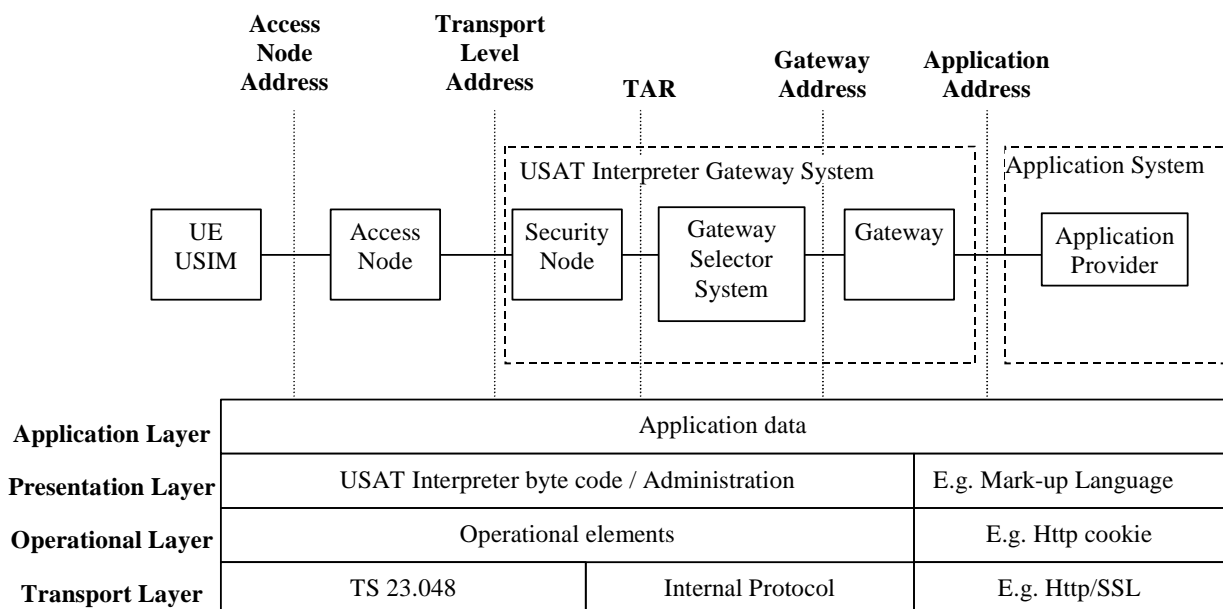 Access
Node
Address
Transport
Level
Address
TAR
Gateway
Address
Application
Address
USAT Interpreter Gateway System
Application System
UE
USIM
Access
Node
Security
Node
Gateway
Selector
System
Gateway
Application
Provider
Application Layer
Application data
Presentation Layer
USAT Interpreter byte code / Administration
E.g. Mark-up Language
Operational Layer
Operational elements
E.g. Http cookie
Transport Layer
TS 23.048
Internal Protocol
E.g. Http/SSL